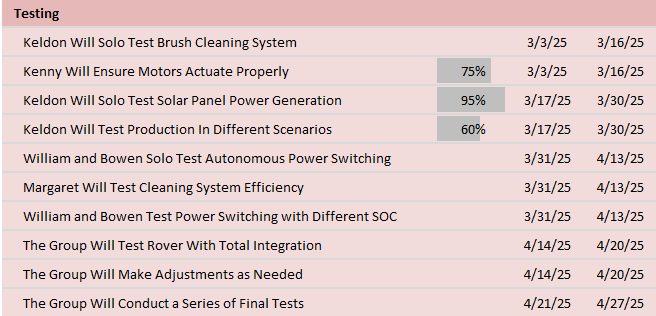 Testing
Keldon Will Solo Test Brush Cleaning System 3/3/25 3/16/25
Kenny Will Ensure Motors Actuate Properly 75% 3/3/25 3/16/25
Keldon Will Solo Test Solar Panel Power Generation 95% 3/17/25 3/30/25
Keldon Will Test Production In Different Scenarios 60% 3/17/25 3/30/25
William and Bowen Solo Test Autonomous Power Switching 3/31/25 4/13/25
Margaret Will Test Cleaning System Efficiency 3/31/25 4/13/25
William and Bowen Test Power Switching with Different SOC 3/31/25 4/13/25
The Group Will Test Rover With Total Integration 4/14/25 4/20/25
The Group Will Make Adjustments as Needed 4/14/25 4/20/25
The Group Will Conduct a Series of Final Tests 4/21/25 4/27/25